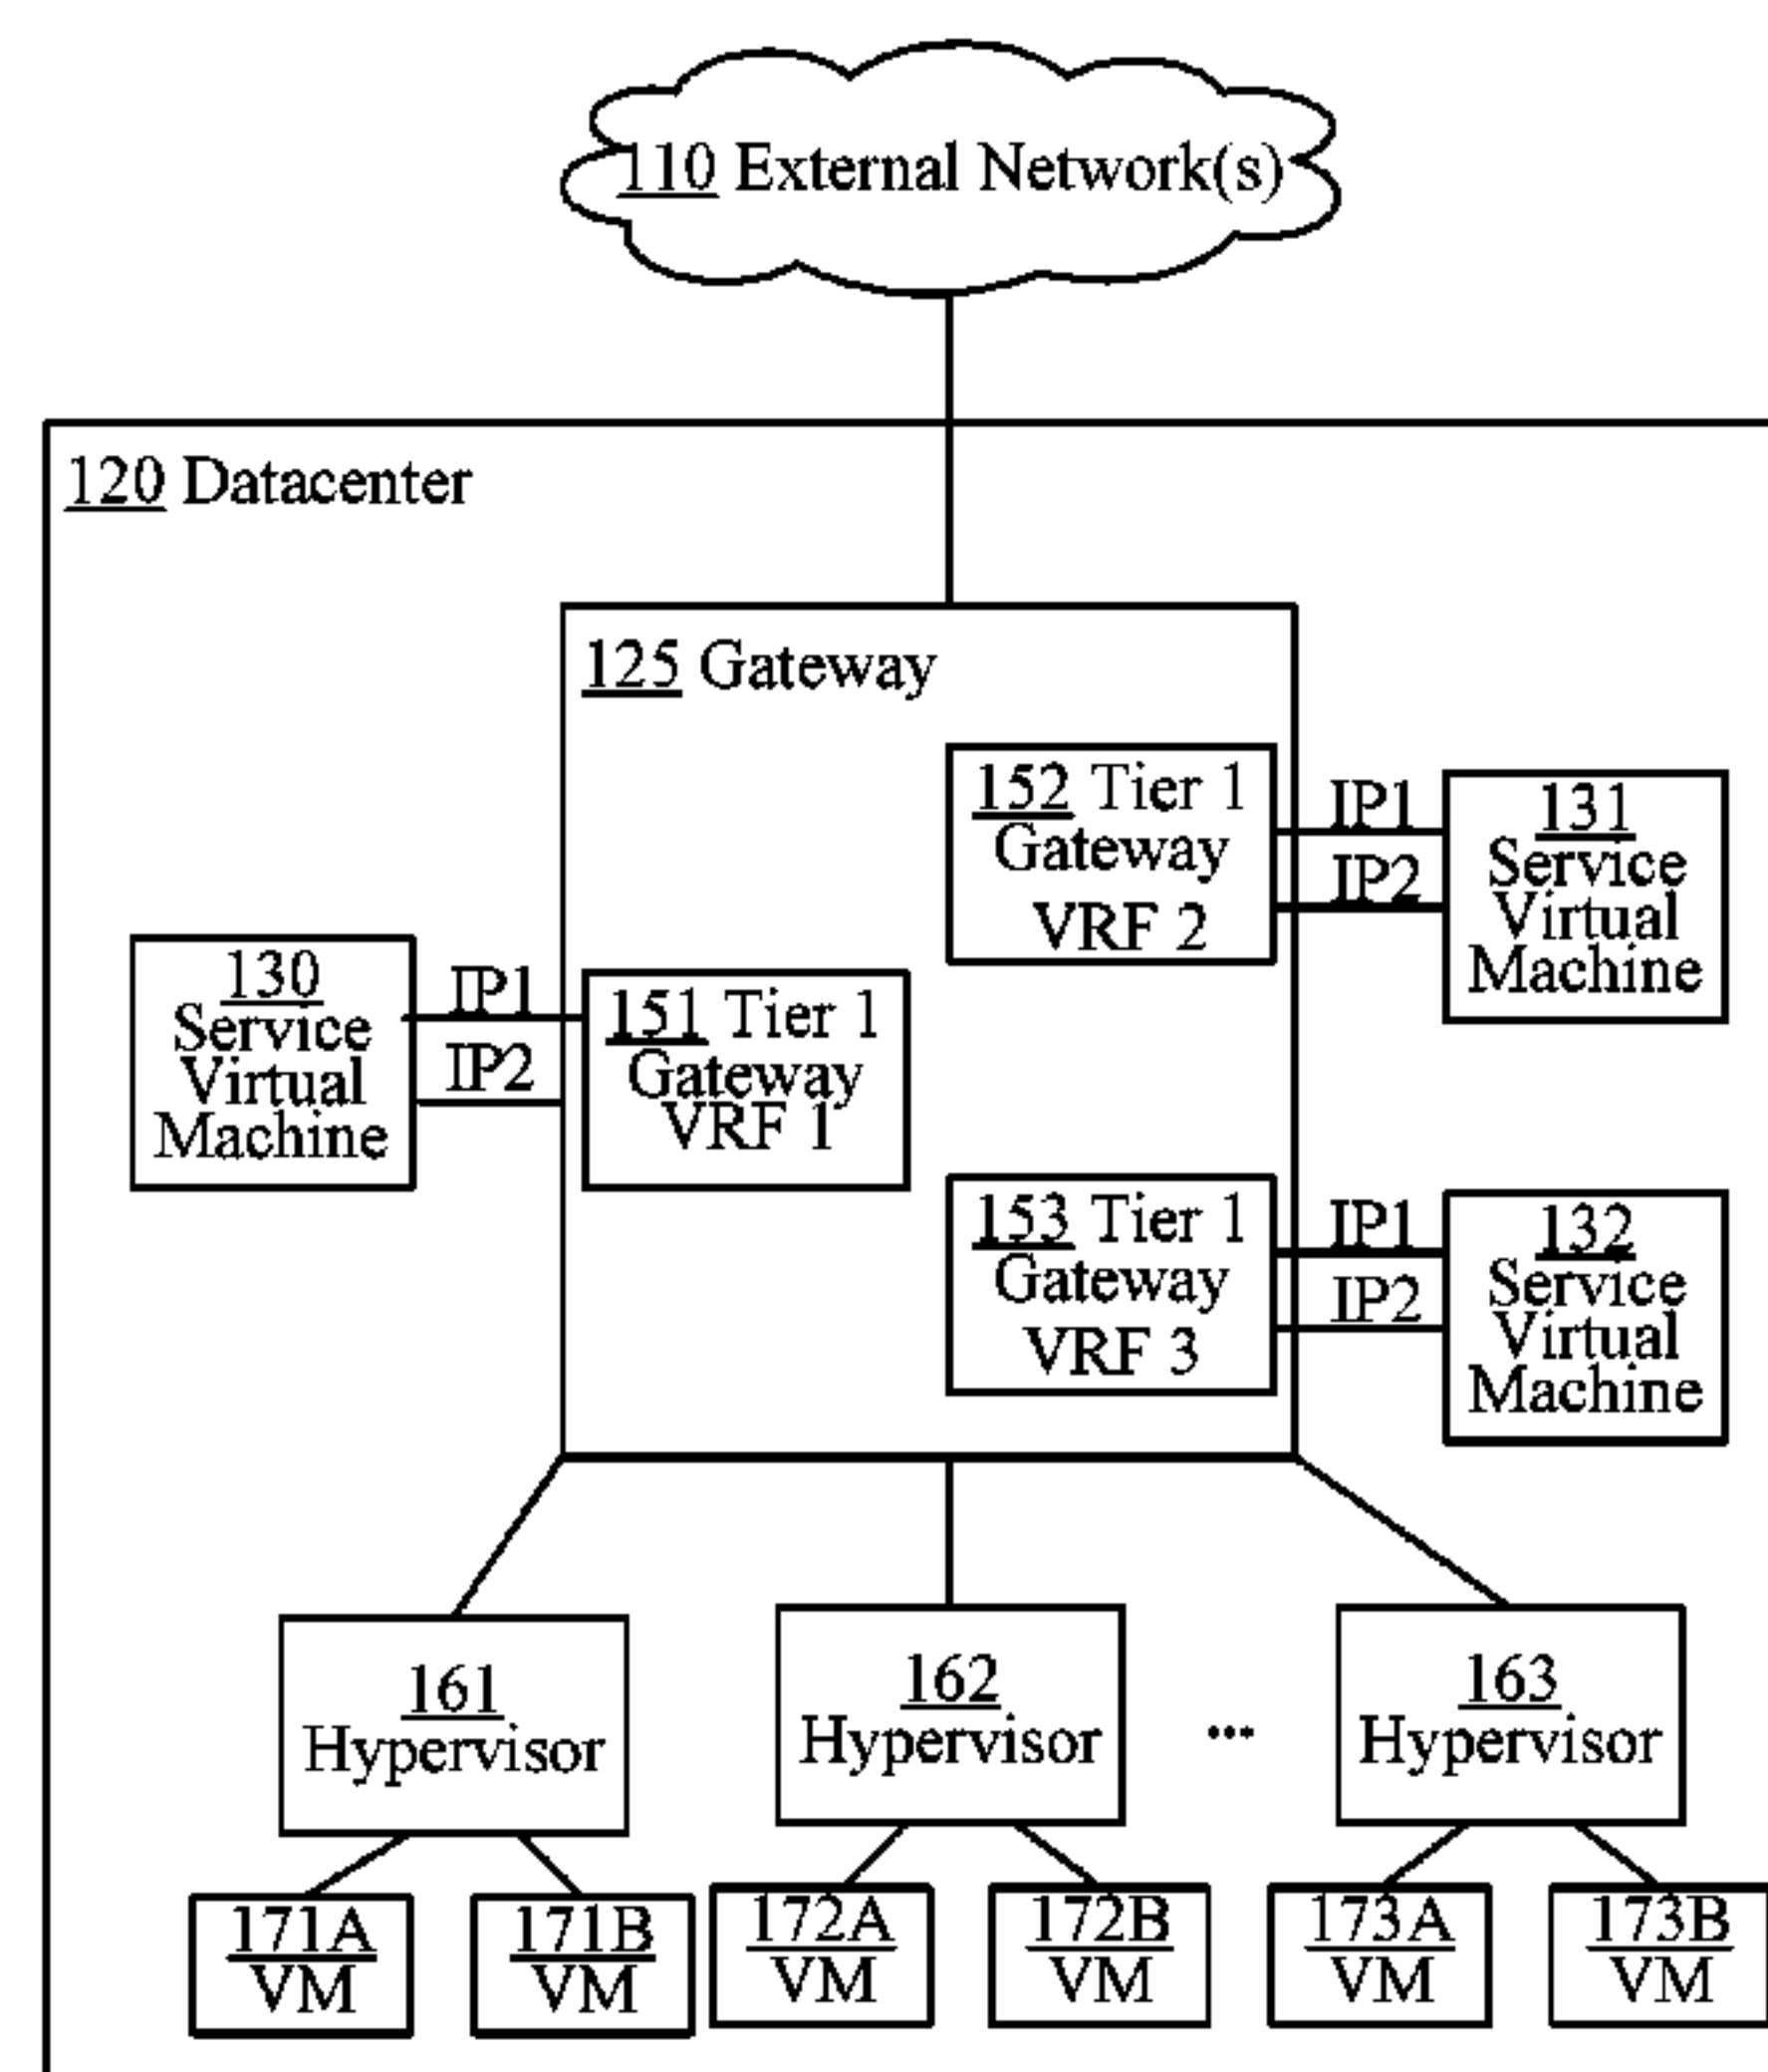 110 External Network(s)
120 Datacenter
125 Gateway
152 Tier 1
Gateway
VRF 2
IP1
IP2
131
Service
Virtual
Machine
130
Service
Virtual
Machine
IP1
IP2
151 Tier 1
Gateway
VRF 1
153 Tier 1
Gateway
VRF 3
IP1
IP2
132
Service
Virtual
Machine
161
Hypervisor
162
Hypervisor
...
163
Hypervisor
171A
VM
171B
VM
172A
VM
172B
VM
173A
VM
173B
VM